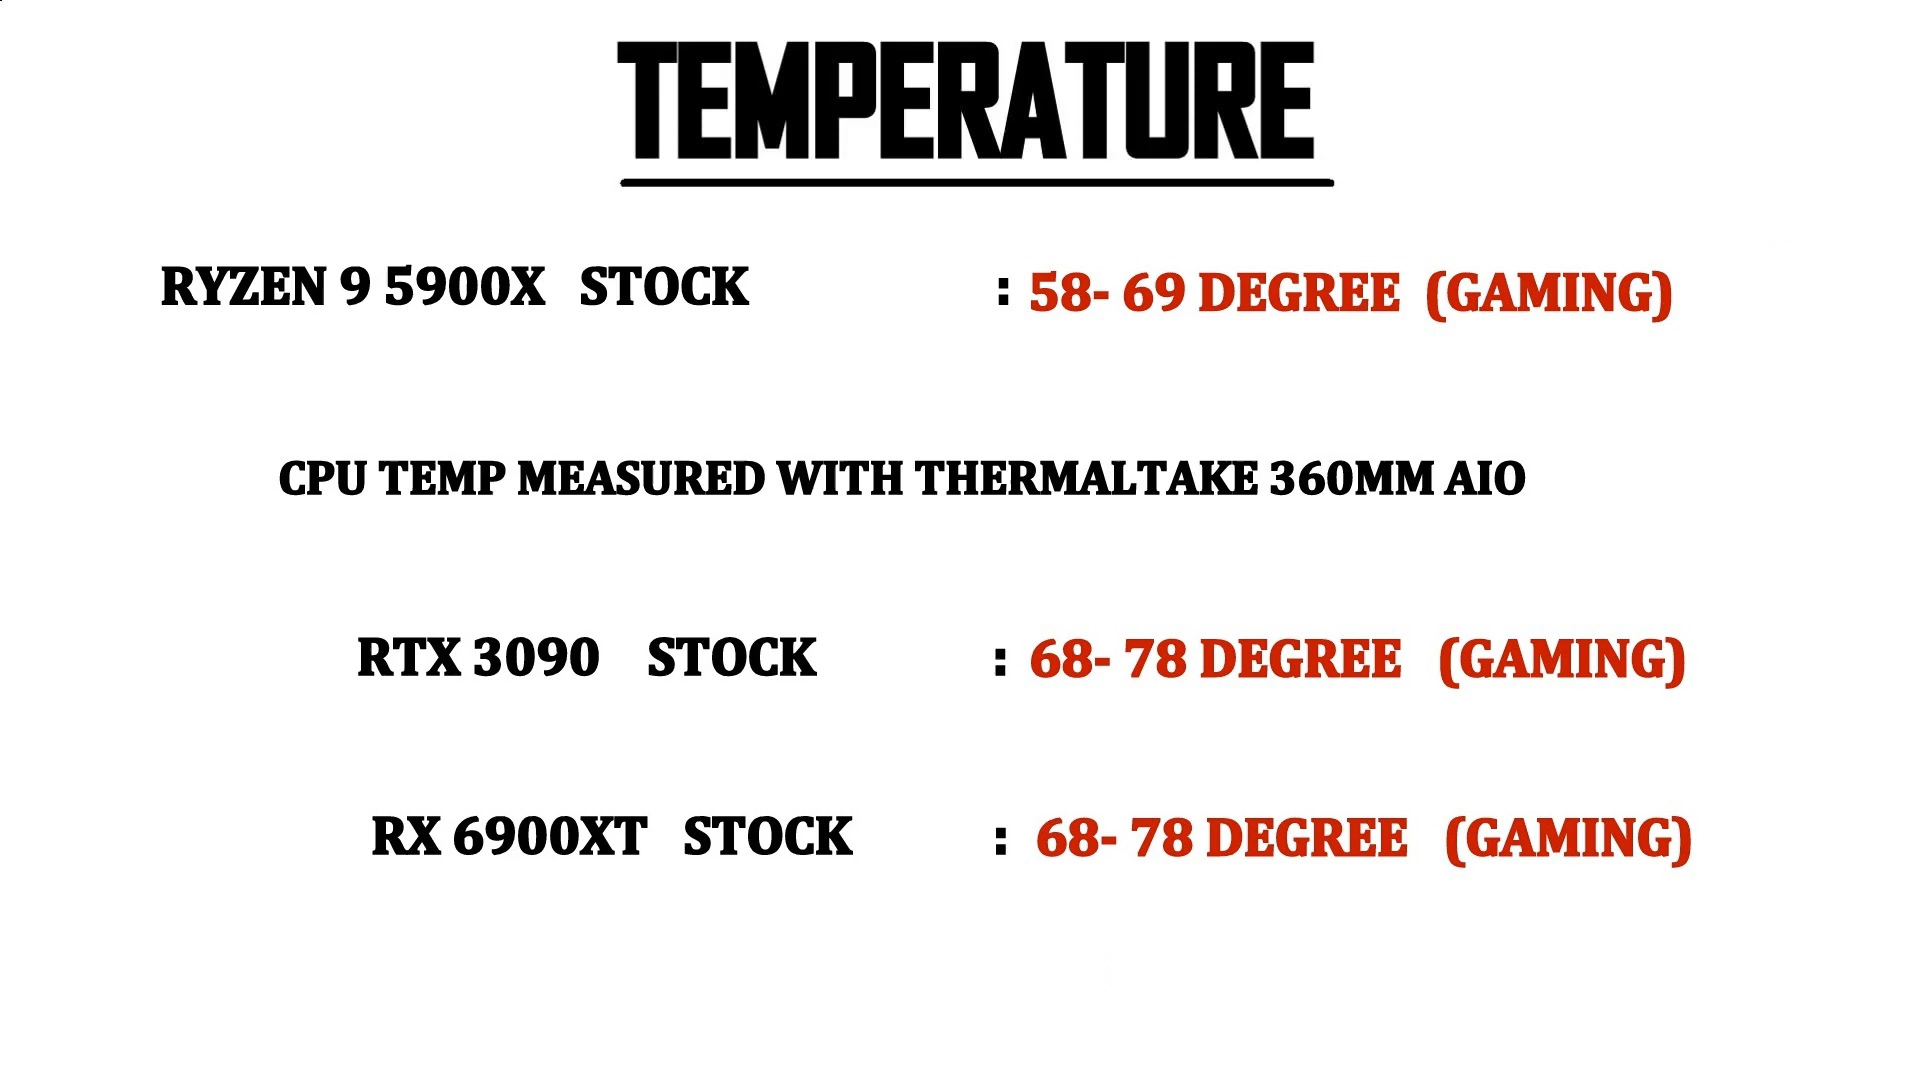 TEMPERATURE
RYZEN 9 5900X STOCK : 58- 69 DEGREE (GAMING)
CPU TEMP MEASURED WITH THERMALTAKE 360MM AIO
RTX 3090 STOCK : 68- 78 DEGREE (GAMING)
RX 6900XT STOCK : 68- 78 DEGREE (GAMING)